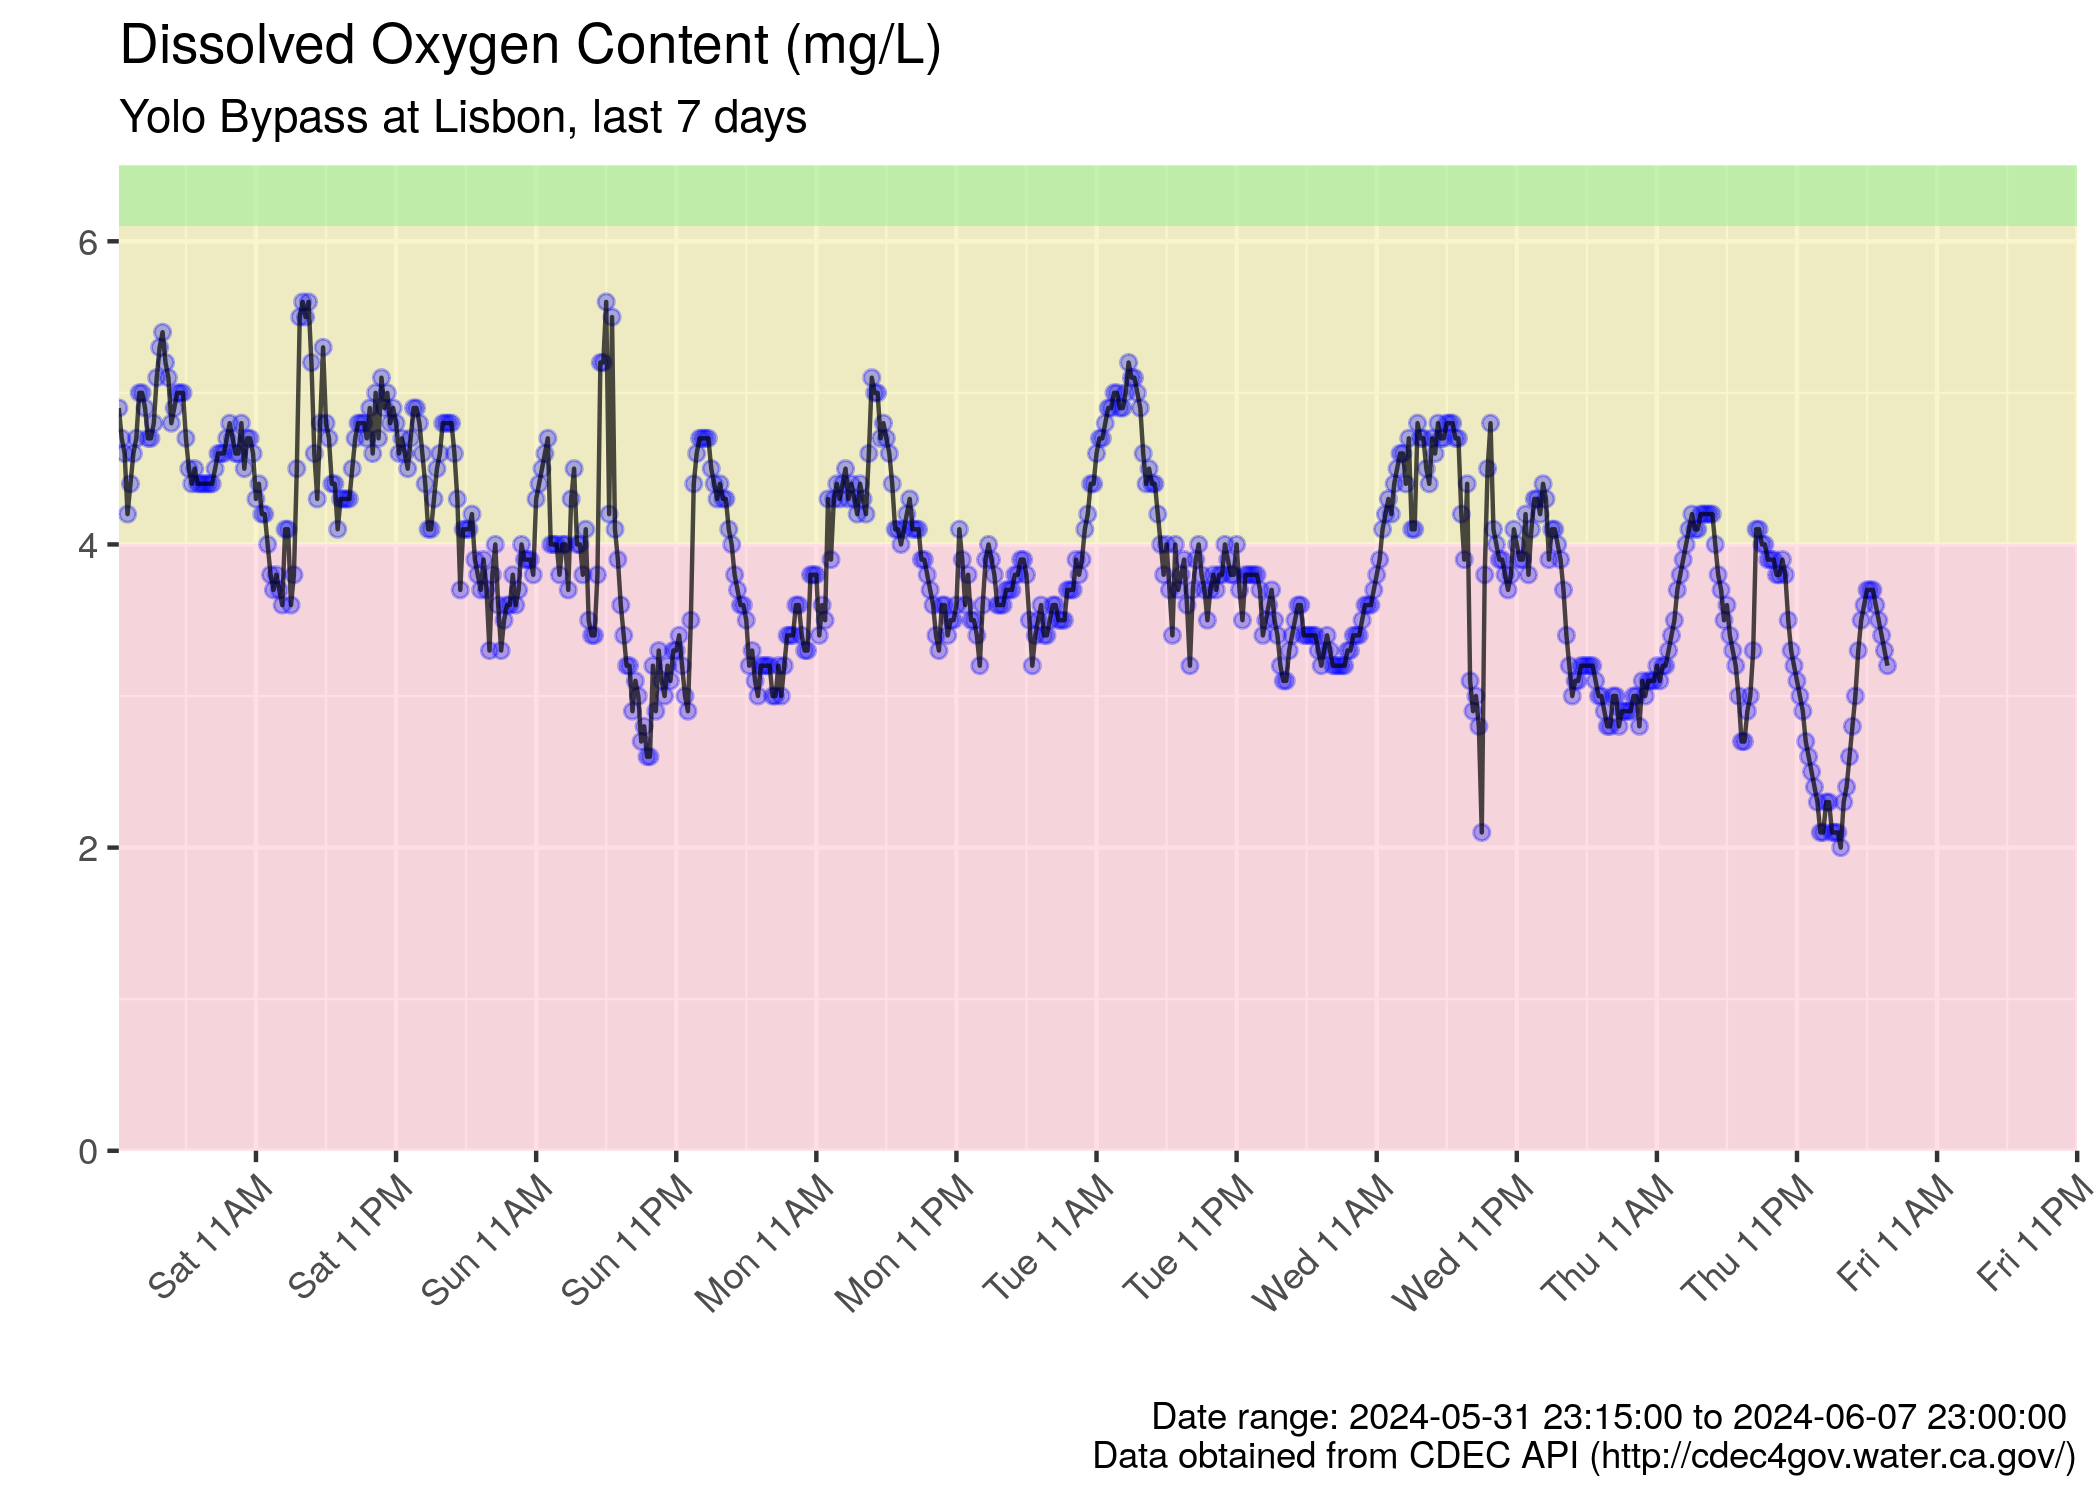 Dissolved Oxygen Content (mg/L)
Yolo Bypass at Lisbon, last 7 days
6
4
2
0
Sat 11AM
Sat 11PM
Sun 11AM
Sun 11PM
Mon 11AM
Mon 11PM
Tue 11AM
Tue 11PM
Wed 11AM
Wed 11PM
Thu 11AM
Thu 11PM
Fri 11AM
Fri 11PM
Date range: 2024-05-31 23:15:00 to 2024-06-07 23:00:00
Data obtained from CDEC API (http://cdec4gov.water.ca.gov/)